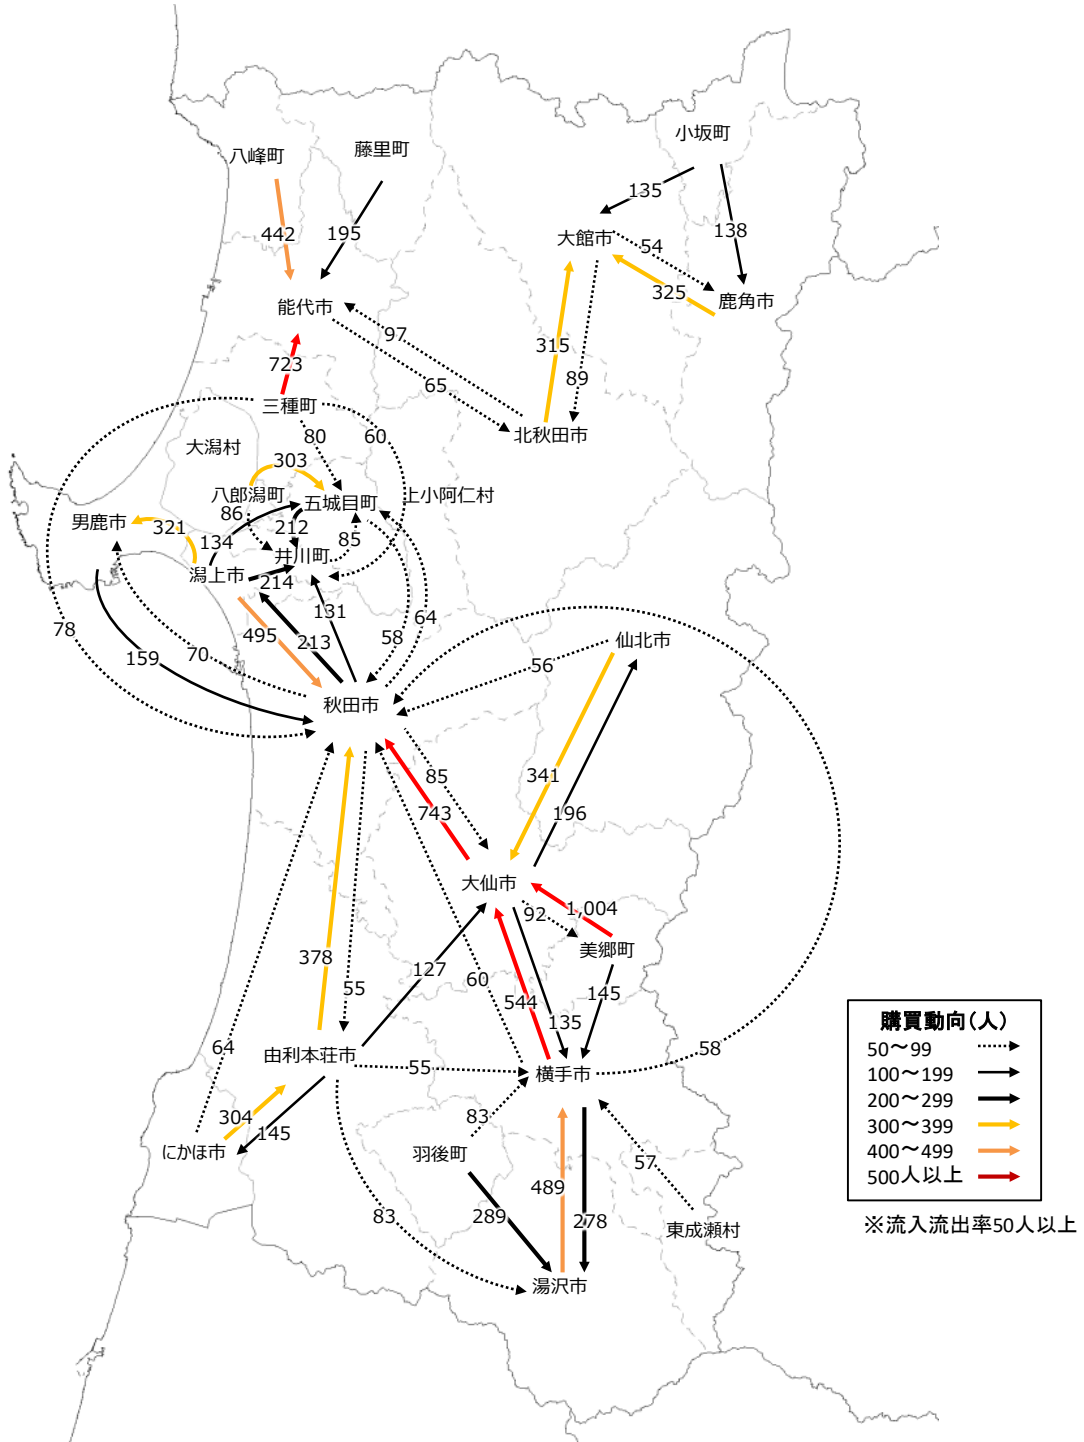 小坂町
八峰町
藤里町
135
138
442
195
大館市
54
325
鹿角市
能代市
97
315
723
65
89
三種町
80
60
北秋田市
大潟村
303
八郎潟町
五城目町
上小阿仁村
男鹿市
321
86
134
212
85
井川町
潟上市
214
131
64
78
495
213
58
仙北市
159
70
56
秋田市
85
341
743
196
大仙市
92
1,004
美郷町
378
127
60
145
55
544
135
64
由利本荘市
55
横手市
58
304
145
83
にかほ市
羽後町
57
489
83
289
278
東成瀬村
湯沢市
購買動向(人)
50～99
100～199
200～299
300～399
400～499
500人以上
※流入流出率50人以上